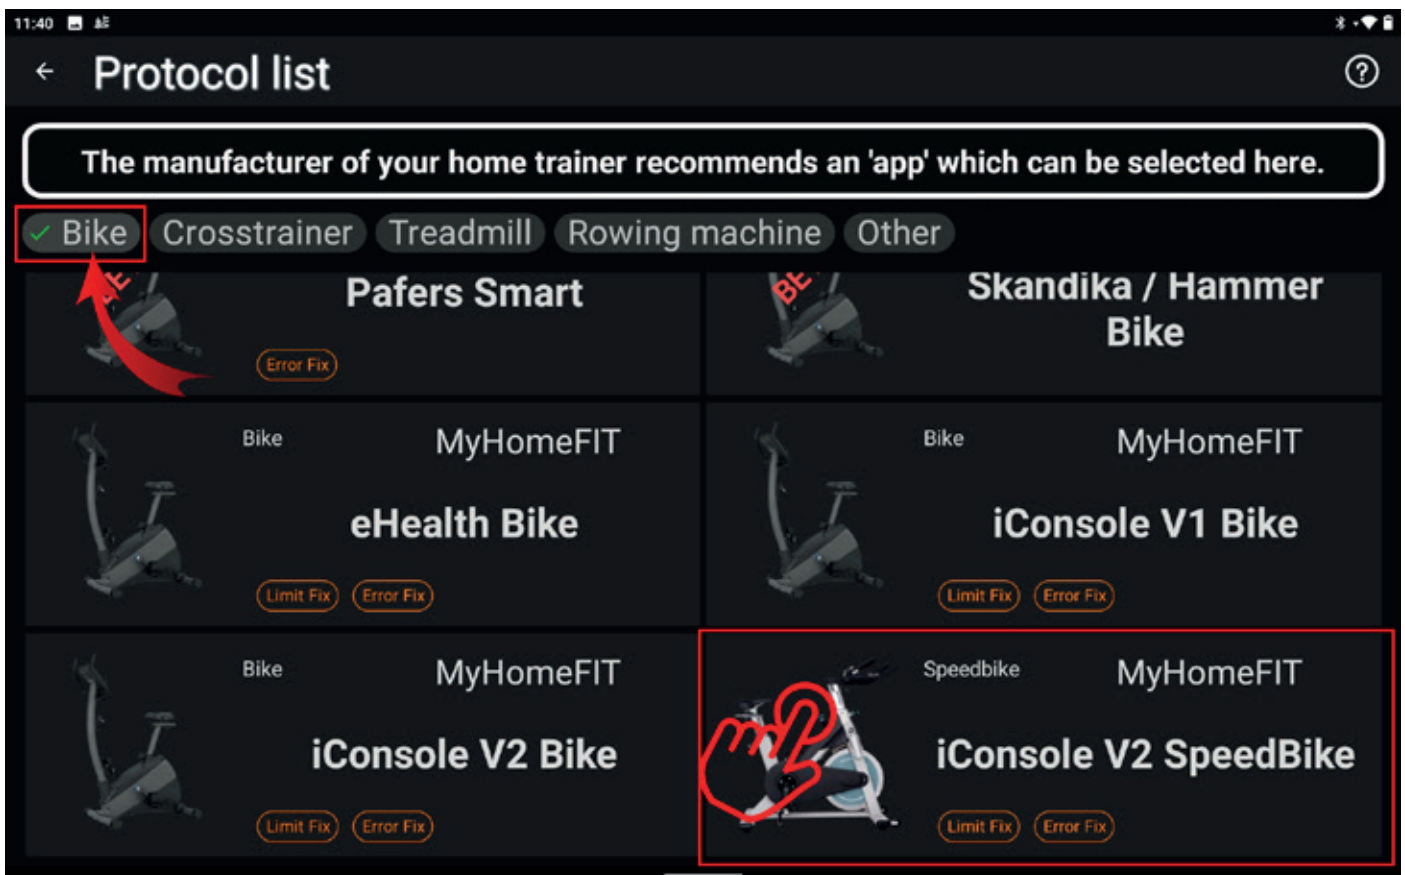 11:40
Protocol list
The manufacturer of your home trainer recommends an 'app' which can be selected here.
Bike Crosstrainer Treadmill Rowing machine Other
Pafers Smart
Error Fix
Skandika / Hammer
Bike
Bike MyHomeFIT
eHealth Bike
Limit Fix Error Fix
Bike MyHomeFIT
iConsole V1 Bike
Limit Fix Error Fix
Bike MyHomeFIT
iConsole V2 Bike
Limit Fix Error Fix
Speedbike MyHomeFIT
iConsole V2 SpeedBike
Limit Fix Error Fix